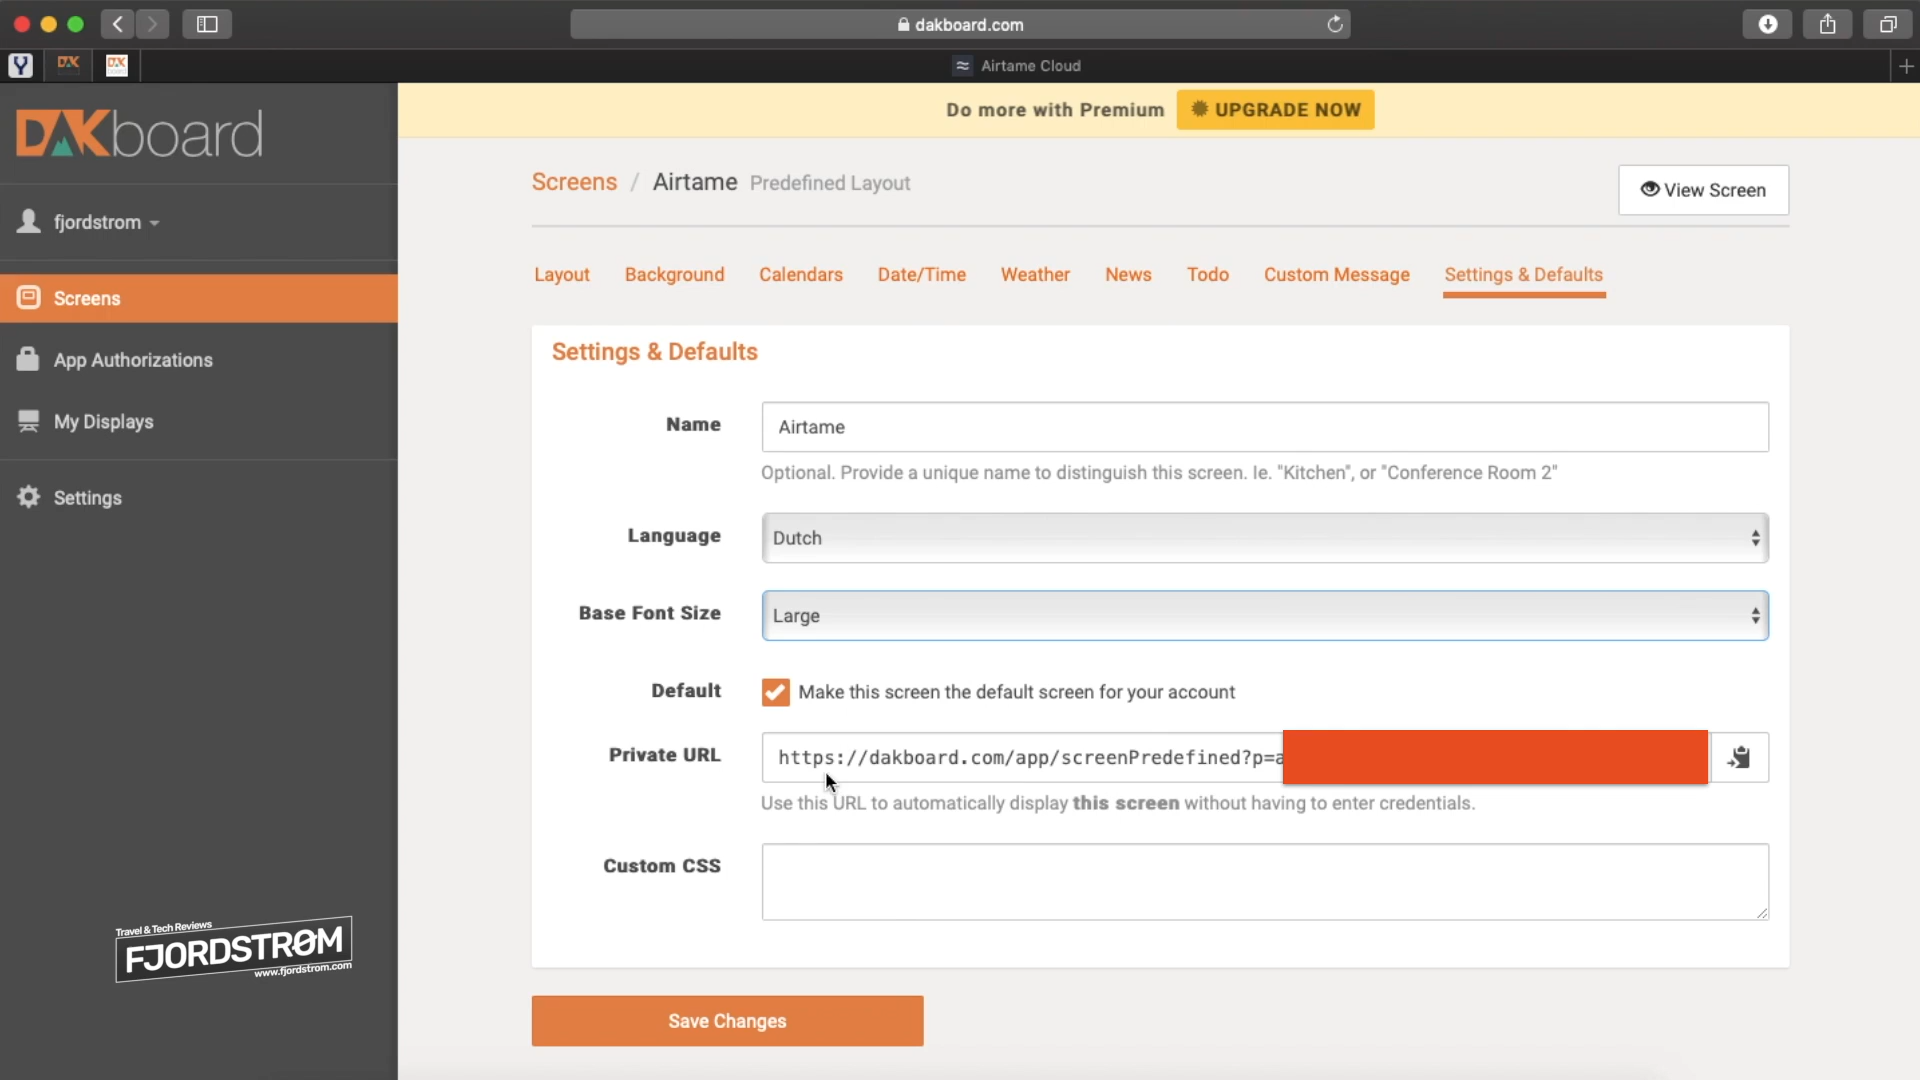 dakboard.com
Airtame Cloud
DAKboard
Do more with Premium
UPGRADE NOW
fjordstrom
Screens
App Authorizations
My Displays
Settings
Screens / Airtame Predefined Layout
View Screen
Layout Background Calendars Date/Time Weather News Todo Custom Message Settings & Defaults
Settings & Defaults
Name
Airtame
Optional. Provide a unique name to distinguish this screen. Ie. "Kitchen", or "Conference Room 2"
Language
Dutch
Base Font Size
Large
Default
Make this screen the default screen for your account
Private URL
https://dakboard.com/app/screenPredefined?p=a
Use this URL to automatically display this screen without having to enter credentials.
Custom CSS
Save Changes
Travel & Tech Reviews
FJORDSTRØM
www.fjordstrom.com